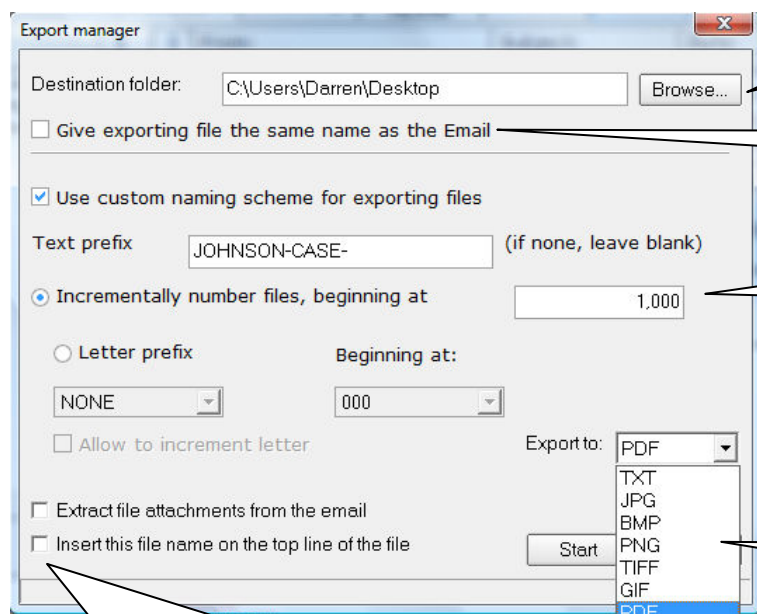 Export manager
Destination folder: C:\Users\Darren\Desktop Browse...
Give exporting file the same name as the Email
Use custom naming scheme for exporting files
Text prefix JOHNSON-CASE- (if none, leave blank)
Incrementally number files, beginning at 1,000
Letter prefix Beginning at:
NONE 000
Allow to increment letter Export to: PDF
TXT
JPG
Extract file attachments from the email
BMP
Insert this file name on the top line of the file Start PNG
TIFF
GIF
PDF